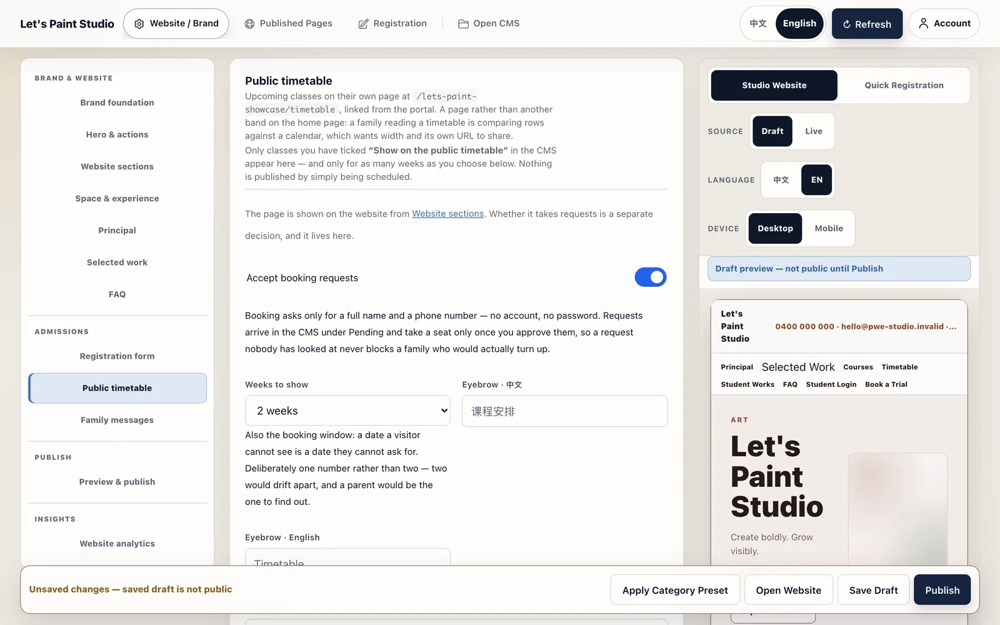 Let's Paint Studio
Website / Brand
Published Pages
Registration
Open CMS
中文
English
Refresh
Account
BRAND & WEBSITE
Brand foundation
Hero & actions
Website sections
Space & experience
Principal
Selected work
FAQ
ADMISSIONS
Registration form
Public timetable
Family messages
PUBLISH
Preview & publish
INSIGHTS
Website analytics
Public timetable
Upcoming classes on their own page at /lets-paint-
showcase/timetable , linked from the portal. A page rather than another
band on the home page: a family reading a timetable is comparing rows
against a calendar, which wants width and its own URL to share.
Only classes you have ticked “Show on the public timetable” in the CMS
appear here — and only for as many weeks as you choose below. Nothing
is published by simply being scheduled.
The page is shown on the website from Website sections. Whether it takes requests is a separate
decision, and it lives here.
Accept booking requests
Booking asks only for a full name and a phone number — no account, no password. Requests
arrive in the CMS under Pending and take a seat only once you approve them, so a request
nobody has looked at never blocks a family who would actually turn up.
Weeks to show
2 weeks
Also the booking window: a date a visitor
cannot see is a date they cannot ask for.
Deliberately one number rather than two — two
would drift apart, and a parent would be the
one to find out.
Eyebrow · 中文
课程安排
Eyebrow · English
Timetable
Studio Website
Quick Registration
SOURCE
Draft
Live
LANGUAGE
中文
EN
DEVICE
Desktop
Mobile
Draft preview — not public until Publish
Let's
Paint
Studio
0400 000 000 · hello@pwe-studio.invalid ·...
Principal Selected Work Courses Timetable
Student Works FAQ Student Login Book a Trial
ART
Let's
Paint
Studio
Create boldly. Grow
visibly.
Unsaved changes — saved draft is not public
Apply Category Preset
Open Website
Save Draft
Publish